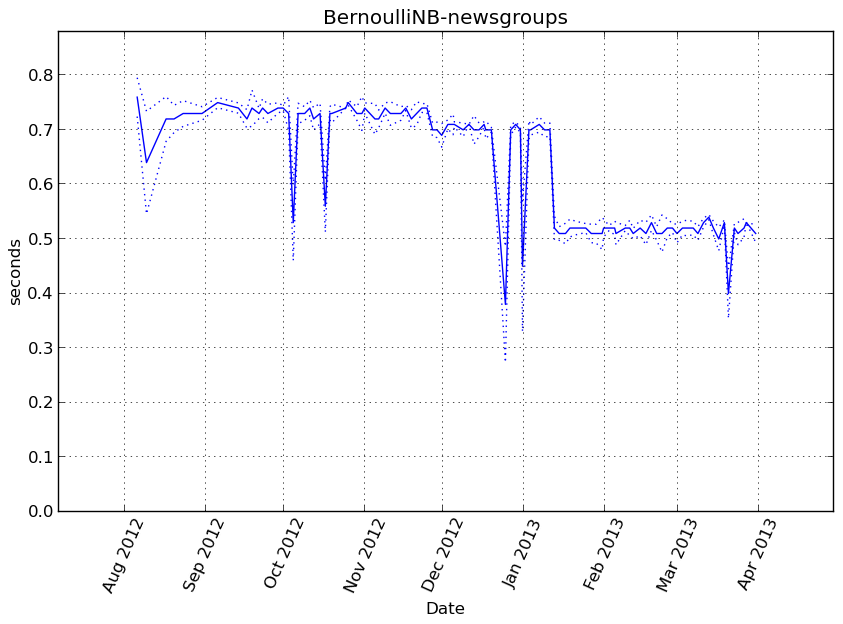 BernoulliNB-newsgroups
0.8
0.7
0.6
0.5
0.4
0.3
0.2
0.1
0.0
seconds
Aug 2012
Sep 2012
Oct 2012
Nov 2012
Dec 2012
Jan 2013
Feb 2013
Mar 2013
Apr 2013
Date